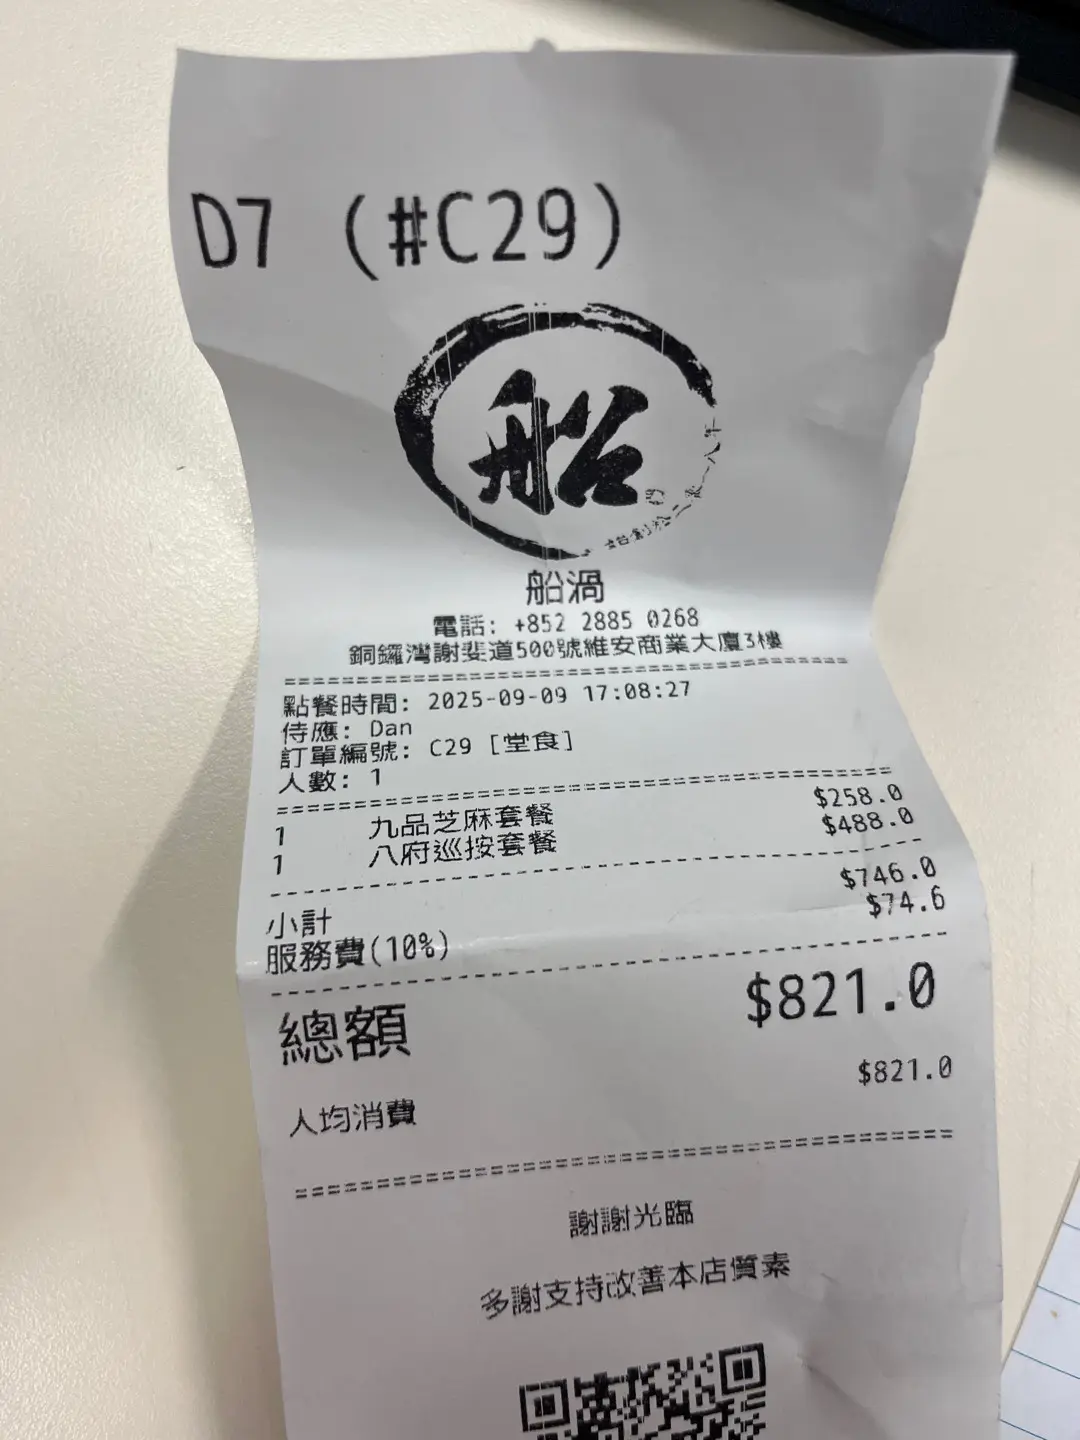 D7 (#C29)
船
船渦
電話: +852 2885 0268
銅鑼灣謝斐道500號維安商業大廈3樓
點餐時間: 2025-09-09 17:08:27
侍應: Dan
訂單編號: C29 [堂食]
人數: 1
1 九品芝麻套餐 $258.0
1 八府巡按套餐 $488.0
小計 $746.0
服務費(10%) $74.6
總額 $821.0
人均消費 $821.0
謝謝光臨
多謝支持改善本店質素